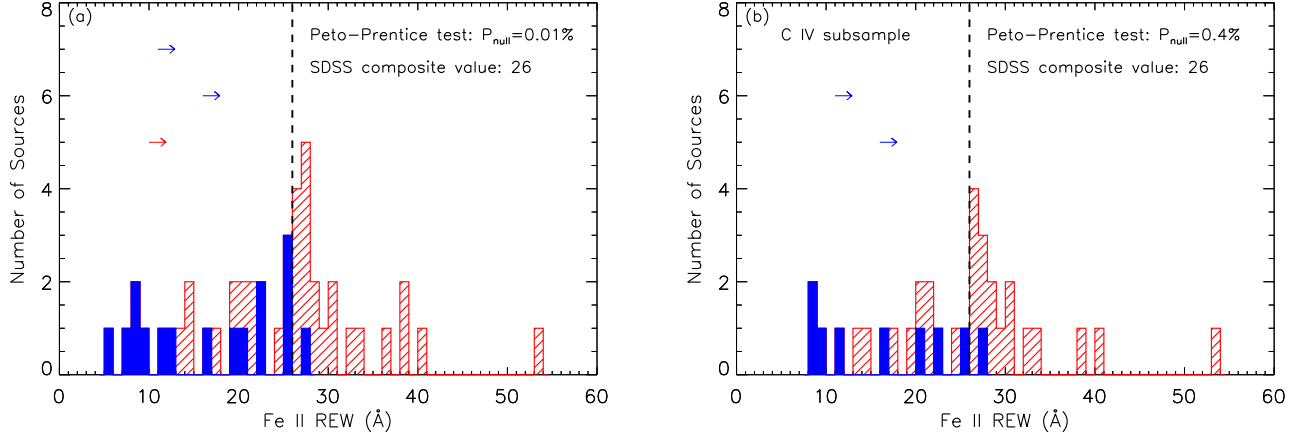 (a)
Peto-Prentice test: Pnull=0.01%
SDSS composite value: 26
Number of Sources
8
6
4
2
0
0 10 20 30 40 50 60
Fe II REW (Å)
(b)
C IV subsample
Peto-Prentice test: Pnull=0.4%
SDSS composite value: 26
Number of Sources
8
6
4
2
0
0 10 20 30 40 50 60
Fe II REW (Å)